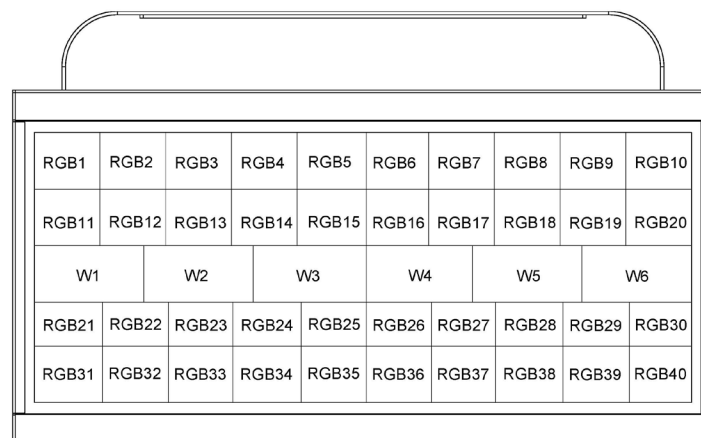 RGB1 RGB2 RGB3 RGB4 RGB5 RGB6 RGB7 RGB8 RGB9 RGB10
RGB11 RGB12 RGB13 RGB14 RGB15 RGB16 RGB17 RGB18 RGB19 RGB20
W1 W2 W3 W4 W5 W6
RGB21 RGB22 RGB23 RGB24 RGB25 RGB26 RGB27 RGB28 RGB29 RGB30
RGB31 RGB32 RGB33 RGB34 RGB35 RGB36 RGB37 RGB38 RGB39 RGB40